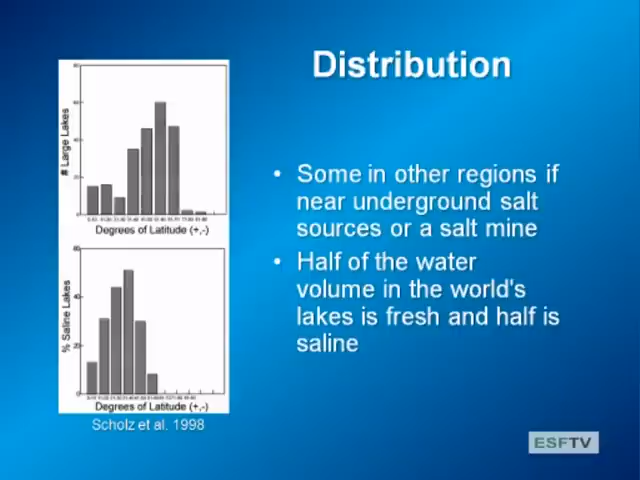 Distribution
# Large Lakes
Degrees of Latitude (+,-)
% Saline Lakes
Degrees of Latitude (+,-)
Scholz et al. 1998
• Some in other regions if
near underground salt
sources or a salt mine
• Half of the water
volume in the world's
lakes is fresh and half is
saline
ESFTV